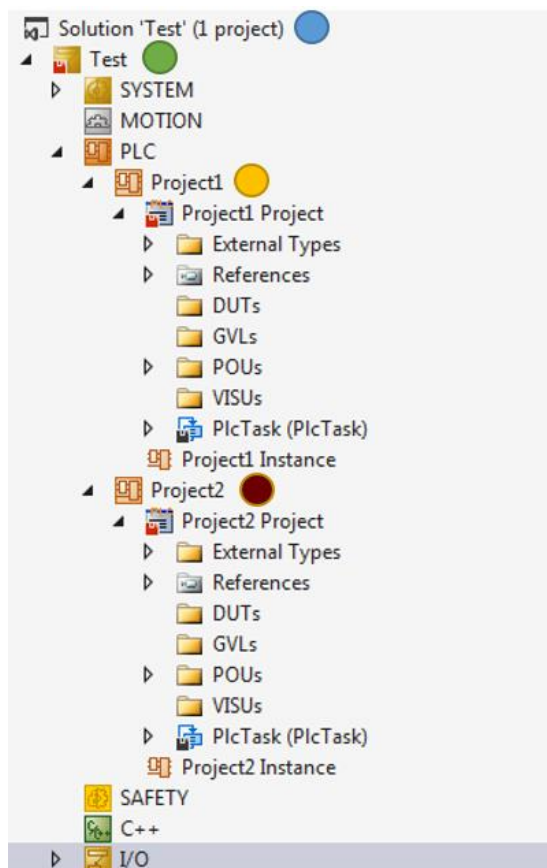 Solution 'Test' (1 project)
Test
SYSTEM
MOTION
PLC
Project1
Project1 Project
External Types
References
DUTs
GVLs
POUs
VISUs
PlcTask (PlcTask)
Project1 Instance
Project2
Project2 Project
External Types
References
DUTs
GVLs
POUs
VISUs
PlcTask (PlcTask)
Project2 Instance
SAFETY
C++
I/O